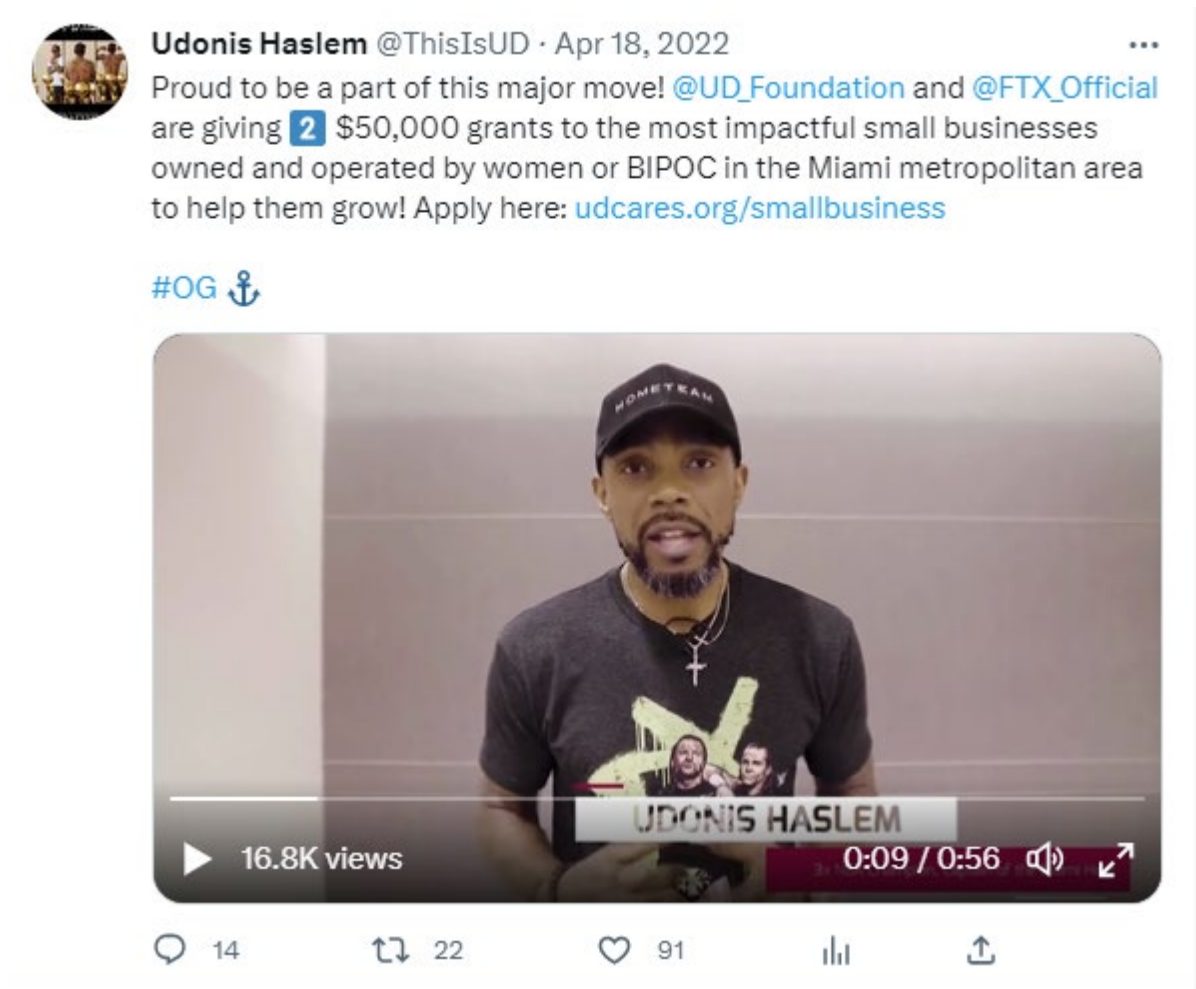 Udonis Haslem @ThisIsUD · Apr 18, 2022
Proud to be a part of this major move! @UD_Foundation and @FTX_Official
are giving 2️⃣ $50,000 grants to the most impactful small businesses
owned and operated by women or BIPOC in the Miami metropolitan area
to help them grow! Apply here: udcares.org/smallbusiness
#OG ⚓
HOMETEAM
UDONIS HASLEM
16.8K views
0:09 / 0:56
14
22
91